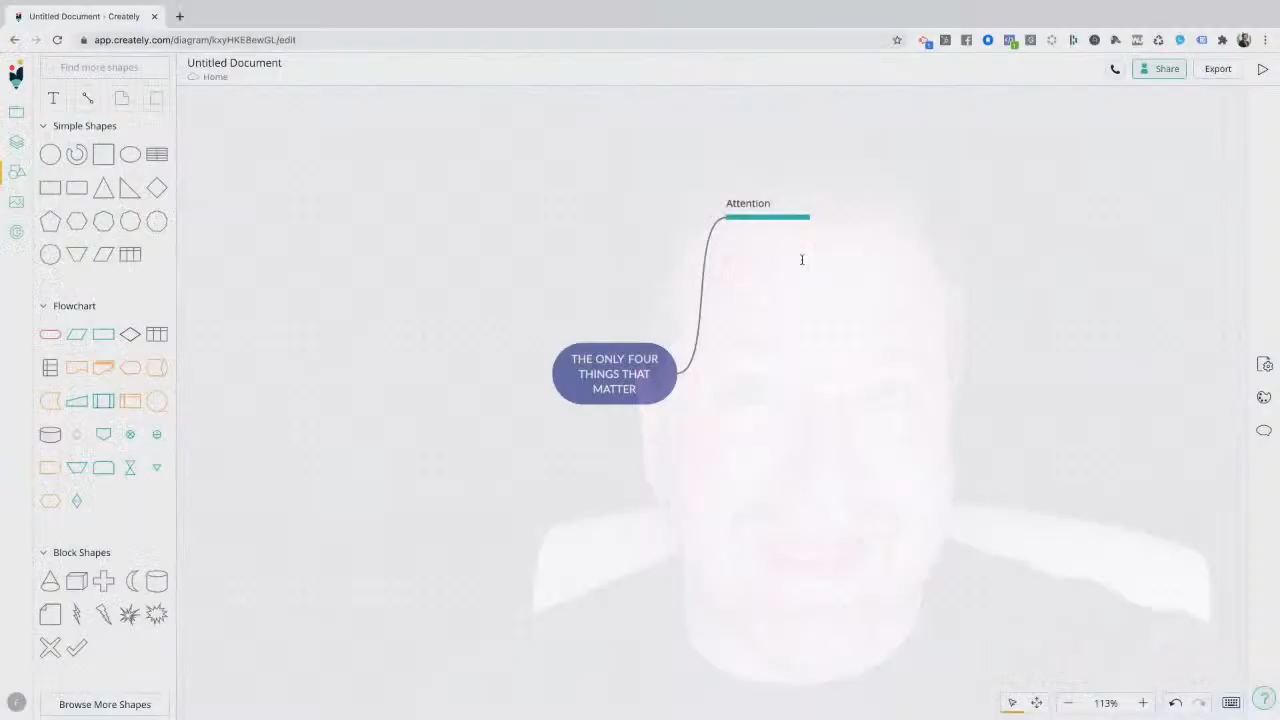 Untitled Document - Creately
app.creately.com/diagram/kxyHKE8ewGL/edit
Find more shapes
Untitled Document
Home
Share
Export
T
Simple Shapes
Attention
Flowchart
THE ONLY FOUR
THINGS THAT
MATTER
Block Shapes
Browse More Shapes
113%